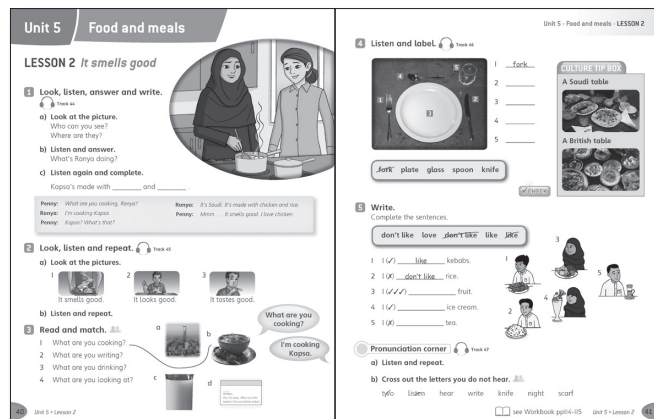 Unit 5
Food and meals
LESSON 2 It smells good
1 Look, listen, answer and write.
Track 44
a) Look at the picture.
Who can you see?
Where are they?
b) Listen and answer.
What's Ranya doing?
c) Listen again and complete.
Kapsa's made with ________ and ________ .
Penny: What are you cooking, Ranya?
Ranya: I'm cooking Kapsa.
Penny: Kapsa? What's that?
Ranya: It's Saudi. It's made with chicken and rice.
Penny: Mmm . . . It smells good. I love chicken.
2 Look, listen and repeat. Track 45
a) Look at the pictures.
1 2 3
It smells good. It looks good. It tastes good.
b) Listen and repeat.
3 Read and match.
1 What are you cooking?
2 What are you writing?
3 What are you drinking?
4 What are you looking at?
a b
c d
What are you cooking?
I'm cooking Kapsa.
40 Unit 5 • Lesson 2
Unit 5 - Food and meals - LESSON 2
4 Listen and label. Track 46
1 2 3 4 5
1 fork
2 ________
3 ________
4 ________
5 ________
fork plate glass spoon knife
CULTURE TIP BOX
A Saudi table
A British table
✓CHECK
5 Write.
Complete the sentences.
don't like love don't like like like
1 I (✓) like kebabs.
2 I (✗) don't like rice.
3 I (✓✓✓) ________ fruit.
4 I (✓) ________ ice cream.
5 I (✗) ________ tea.
1 2 3 4 5
Pronunciation corner Track 47
a) Listen and repeat.
b) Cross out the letters you do not hear.
two listen hear write knife night scarf
see Workbook pp114-115
Unit 5 • Lesson 2 41